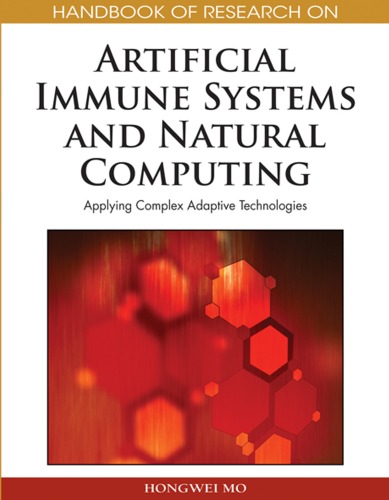 HANDBOOK OF RESEARCH ON
ARTIFICIAL
IMMUNE SYSTEMS
AND NATURAL
COMPUTING
Applying Complex Adaptive Technologies
HONGWEI MO